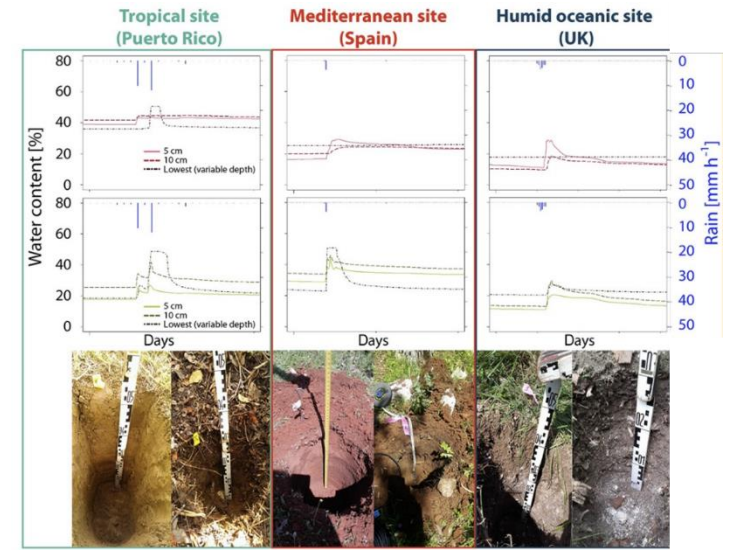 Tropical site
(Puerto Rico)
Mediterranean site
(Spain)
Humid oceanic site
(UK)
Water content [%]
80
60
40
20
0
5 cm
10 cm
Lowest (variable depth)
0
10
20
30
40
50
Rain [mm h⁻¹]
80
60
40
20
0
5 cm
10 cm
Lowest (variable depth)
0
10
20
30
40
50
Days
Days
Days